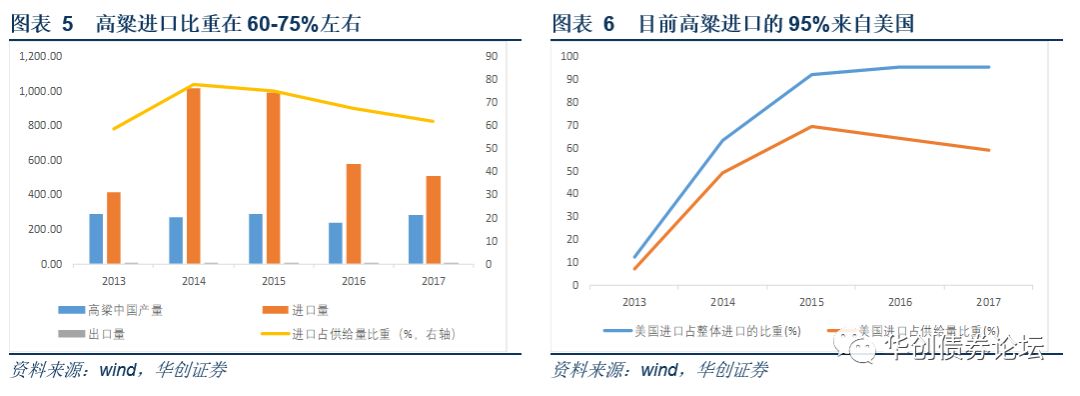 图表 5 高粱进口比重在 60-75%左右
1,200.00
1,000.00
800.00
600.00
400.00
200.00
0.00
90
80
70
60
50
40
30
20
10
0
2013 2014 2015 2016 2017
高粱中国产量 进口量
出口量 进口占供给量比重（%，右轴）
资料来源：wind，华创证券
图表 6 目前高粱进口的 95%来自美国
100
90
80
70
60
50
40
30
20
10
0
2013 2014 2015 2016 2017
美国进口占整体进口的比重(%) 美国进口占供给量比重(%)
华创债券论坛
资料来源：wind，华创证券